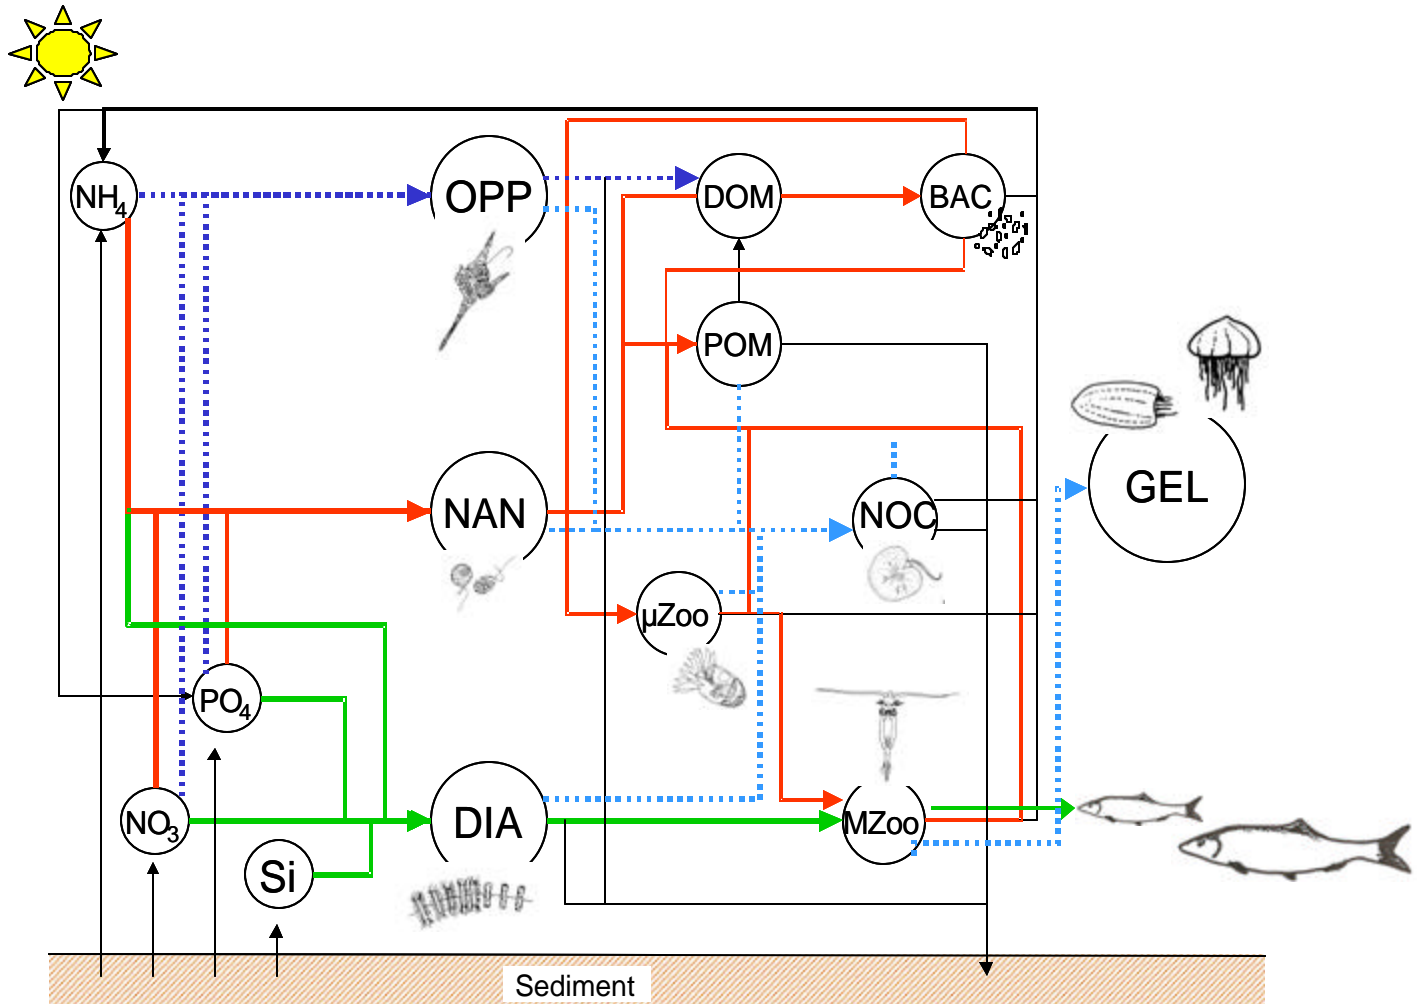 NH4
OPP
DOM
BAC
POM
GEL
NAN
NOC
µZoo
PO4
NO3
DIA
MZoo
Si
Sediment